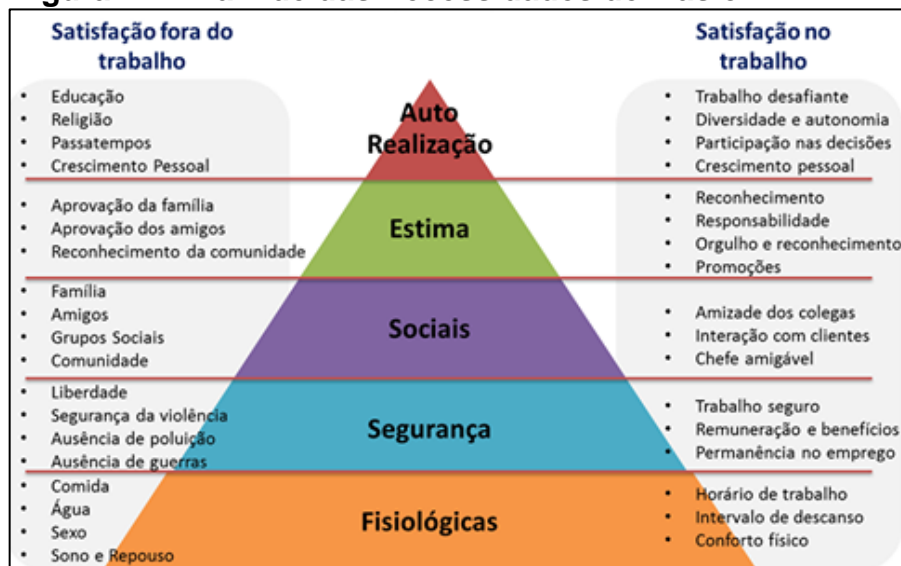 Satisfação fora do
trabalho
Educação
Religião
Passatempos
Crescimento Pessoal
Aprovação da família
Aprovação dos amigos
Reconhecimento da comunidade
Família
Amigos
Grupos Sociais
Comunidade
Liberdade
Segurança da violência
Ausência de poluição
Ausência de guerras
Comida
Água
Sexo
Sono e Repouso
Auto
Realização
Estima
Sociais
Segurança
Fisiológicas
Satisfação no
trabalho
Trabalho desafiante
Diversidade e autonomia
Participação nas decisões
Crescimento pessoal
Reconhecimento
Responsabilidade
Orgulho e reconhecimento
Promoções
Amizade dos colegas
Interação com clientes
Chefe amigável
Trabalho seguro
Remuneração e benefícios
Permanência no emprego
Horário de trabalho
Intervalo de descanso
Conforto físico